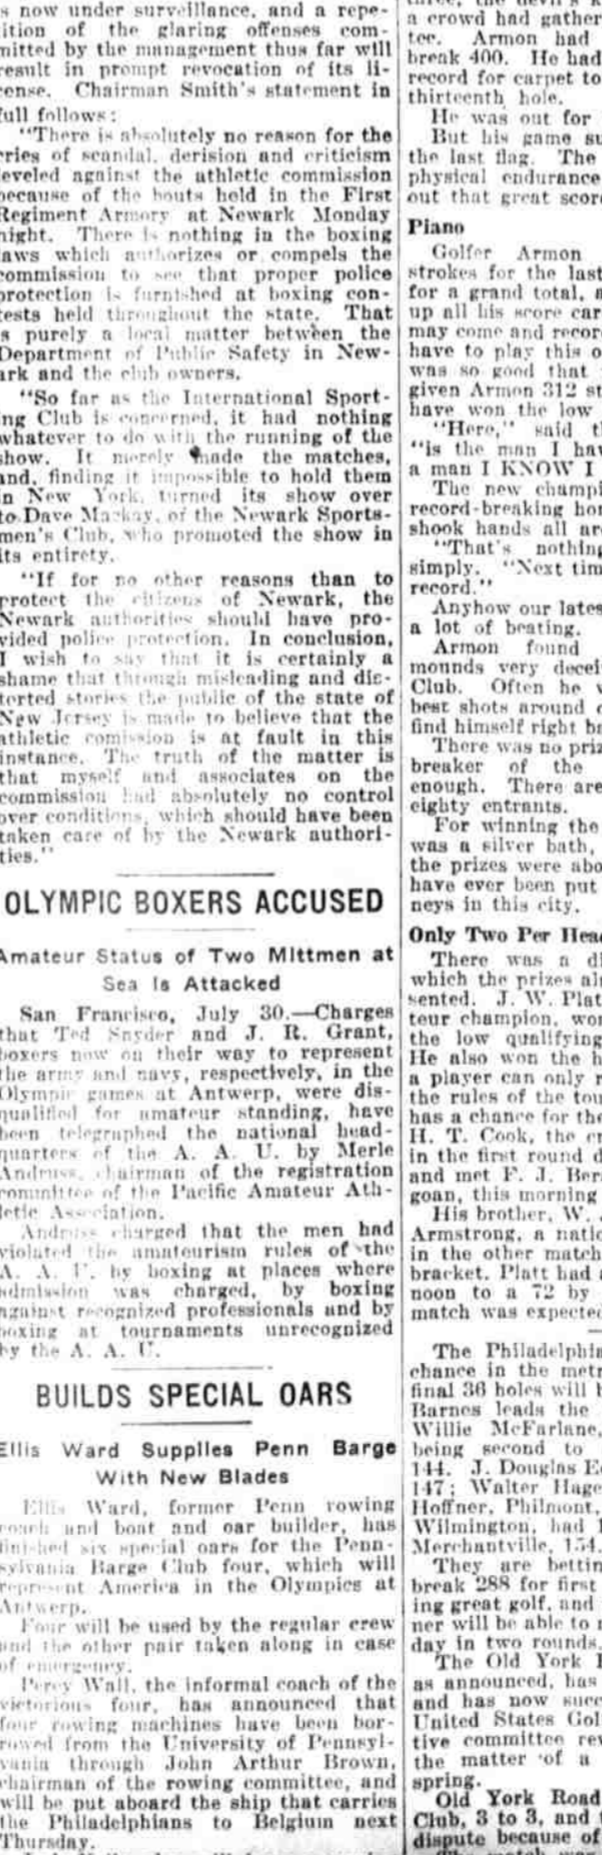 s now under surveillance, and a repe-
ition of the glaring offenses com-
mitted by the management thus far will
result in prompt revocation of its li-
cense. Chairman Smith's statement in
full follows:
"There is absolutely no reason for the
cries of scandal, derision and criticism
leveled against the athletic commission
because of the bouts held in the First
Regiment Armory at Newark Monday
night. There is nothing in the boxing
laws which authorizes or compels the
commission to see that proper police
protection is furnished at boxing con-
tests held throughout the state. That
s purely a local matter between the
Department of Public Safety in New-
ark and the club owners.
"So far as the International Sport-
ing Club is concerned, it had nothing
whatever to do with the running of the
show. It merely made the matches,
and, finding it impossible to hold them
in New York, turned its show over
to Dave Mackay, of the Newark Sports-
men's Club, who promoted the show in
its entirety.
"If for no other reasons than to
protect the citizens of Newark, the
Newark authorities should have pro-
vided police protection. In conclusion,
I wish to say that it is certainly a
shame that through misleading and dis-
torted stories the public of the state of
New Jersey is made to believe that the
athletic comission is at fault in this
instance. The truth of the matter is
that myself and associates on the
commission had absolutely no control
over conditions, which should have been
taken care of by the Newark authori-
ties."
OLYMPIC BOXERS ACCUSED
Amateur Status of Two Mittmen at
Sea Is Attacked
San Francisco, July 30.—Charges
that Ted Snyder and J. R. Grant,
boxers now on their way to represent
the army and navy, respectively, in the
Olympic games at Antwerp, were dis-
qualified for amateur standing, have
been telegraphed the national head-
quarters of the A. A. U. by Merle
Andruss, chairman of the registration
committee of the Pacific Amateur Ath-
letic Association.
Andruss charged that the men had
violated the amateurism rules of the
A. A. U. by boxing at places where
admission was charged, by boxing
against recognized professionals and by
boxing at tournaments unrecognized
by the A. A. U.
BUILDS SPECIAL OARS
Ellis Ward Supplies Penn Barge
With New Blades
Ellis Ward, former Penn rowing
coach and boat and oar builder, has
finished six special oars for the Penn-
sylvania Barge Club four, which will
represent America in the Olympics at
Antwerp.
Four will be used by the regular crew
and the other pair taken along in case
of emergency.
Percy Wall, the informal coach of the
victorious four, has announced that
four rowing machines have been bor-
rowed from the University of Pennsyl-
vania through John Arthur Brown,
chairman of the rowing committee, and
will be put aboard the ship that carries
the Philadelphians to Belgium next
Thursday.
a crowd had gather
tee. Armon had
break 400. He had
record for carpet to
thirteenth hole.
He was out for
But his game su
the last flag. The
physical endurance
out that great score
Piano
Golfer Armon
strokes for the last
for a grand total, a
up all his score car
may come and recor
have to play this o
was so good that
given Armon 312 st
have won the low
"Here," said t
"is the man I hav
a man I KNOW I
The new champi
record-breaking hor
shook hands all ar
"That's nothing
simply. "Next tim
record."
Anyhow our lates
a lot of beating.
Armon found
mounds very decei
Club. Often he v
best shots around c
find himself right b
There was no priz
breaker of the
enough. There are
eighty entrants.
For winning the
was a silver bath,
the prizes were abo
have ever been put
neys in this city.
Only Two Per Head
There was a di
which the prizes al
sented. J. W. Plat
teur champion, wo
the low qualifying
He also won the h
a player can only r
the rules of the tou
has a chance for the
H. T. Cook, the cr
in the first round d
and met F. J. Ber
goan, this morning
His brother, W.
Armstrong, a natio
in the other match
bracket. Platt had a
noon to a 72 by
match was expected
The Philadelphia
chance in the metr
final 36 holes will b
Barnes leads the
Willie McFarlane,
being second to
144. J. Douglas E
147; Walter Hage
Hoffner, Philmont,
Wilmington, had 1
Merchantville, 154.
They are bettin
break 288 for first
ing great golf, and
ner will be able to
day in two rounds.
The Old York R
as announced, has
and has now succ
United States Gol
tive committee rev
the matter of a
spring.
Old York Road
Club, 3 to 3, and t
dispute because of